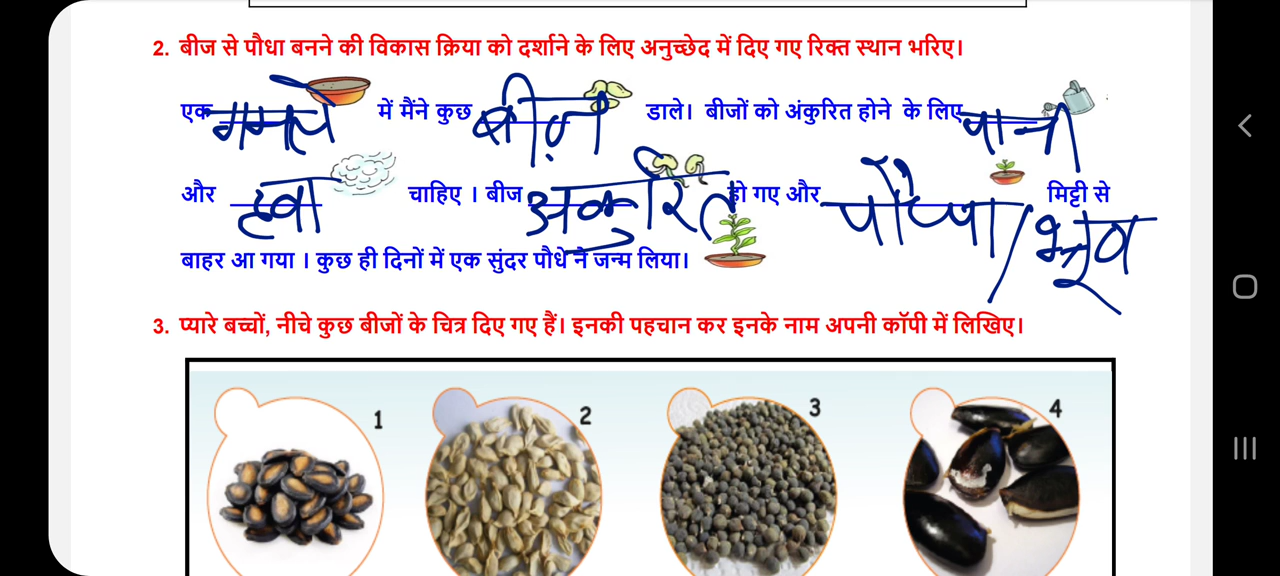 2. बीज से पौधा बनने की विकास क्रिया को दर्शाने के लिए अनुच्छेद में दिए गए रिक्त स्थान भरिए।
एक गमले में मैंने कुछ बीज़ डाले। बीजों को अंकुरित होने के लिए पानी
और हवा चाहिए । बीज अंकुरित हो गए और पौधा/भ्रूव मिट्टी से
बाहर आ गया । कुछ ही दिनों में एक सुंदर पौधे ने जन्म लिया।
3. प्यारे बच्चों, नीचे कुछ बीजों के चित्र दिए गए हैं। इनकी पहचान कर इनके नाम अपनी कॉपी में लिखिए।
1 2 3 4